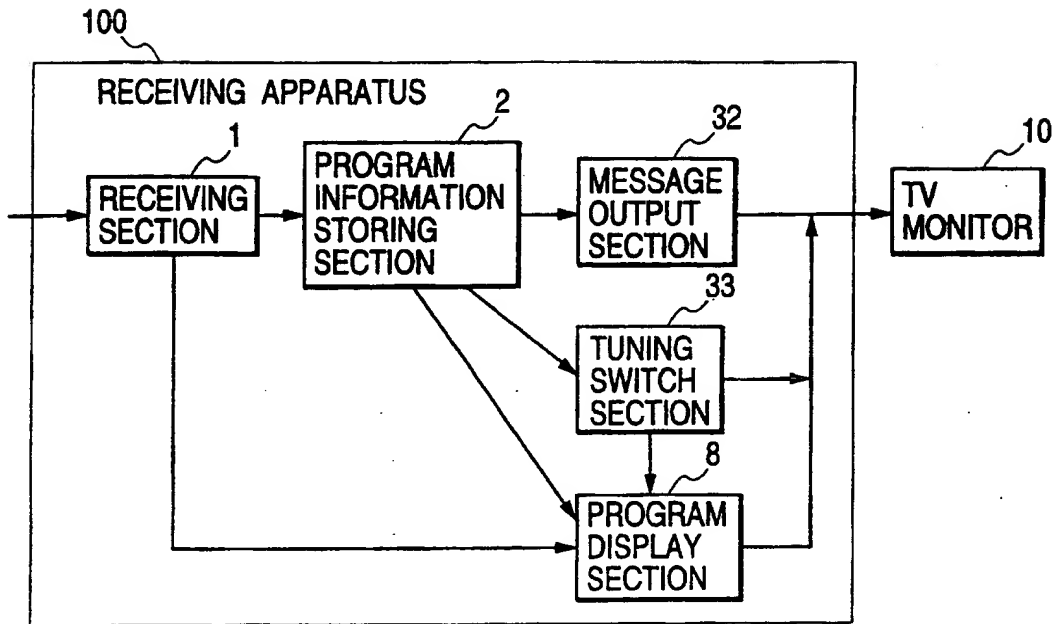 100
RECEIVING APPARATUS
1
RECEIVING
SECTION
2
PROGRAM
INFORMATION
STORING
SECTION
32
MESSAGE
OUTPUT
SECTION
10
TV
MONITOR
33
TUNING
SWITCH
SECTION
8
PROGRAM
DISPLAY
SECTION